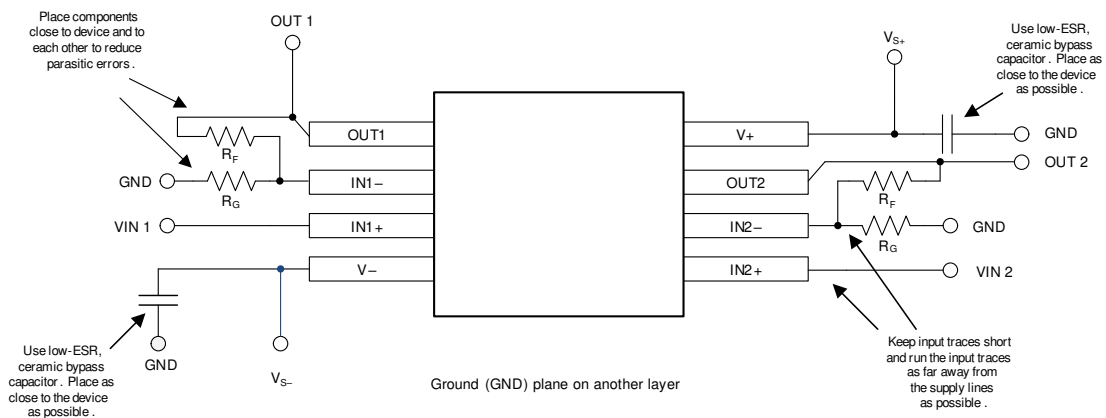 Place components
close to device and to
each other to reduce
parasitic errors .
OUT 1
VS+
Use low-ESR,
ceramic bypass
capacitor . Place as
close to the device
as possible .
OUT1
V+
GND
RF
OUT 2
GND
IN1−
OUT2
RF
RG
VIN 1
IN1+
IN2−
GND
RG
V−
IN2+
VIN 2
GND
Use low-ESR,
ceramic bypass
capacitor . Place as
close to the device
as possible .
VS−
Ground (GND) plane on another layer
Keep input traces short
and run the input traces
as far away from
the supply lines
as possible .